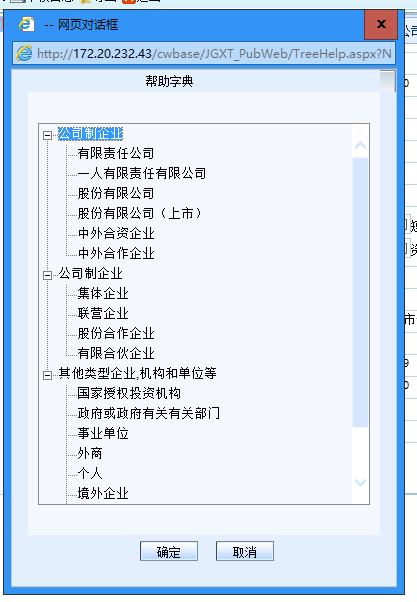 -- 网页对话框
x
http://172.20.232.43/cwbase/JGXT_PubWeb/TreeHelp.aspx?N
帮助字典
公司制企业
有限责任公司
一人有限责任有限公司
股份有限公司
股份有限公司（上市）
中外合资企业
中外合作企业
公司制企业
集体企业
联营企业
股份合作企业
有限合伙企业
其他类型企业,机构和单位等
国家授权投资机构
政府或政府有关有关部门
事业单位
外商
个人
境外企业
确定
取消